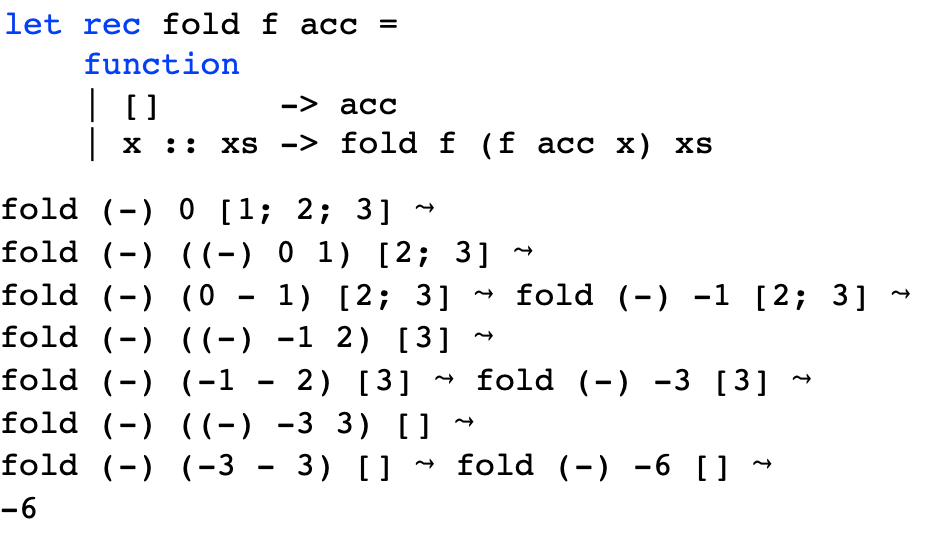 let rec fold f acc =
    function
    | []      -> acc
    | x :: xs -> fold f (f acc x) xs
fold (-) 0 [1; 2; 3] ⤳
fold (-) ((-) 0 1) [2; 3] ⤳
fold (-) (0 - 1) [2; 3] ⤳ fold (-) -1 [2; 3] ⤳
fold (-) ((-) -1 2) [3] ⤳
fold (-) (-1 - 2) [3] ⤳ fold (-) -3 [3] ⤳
fold (-) ((-) -3 3) [] ⤳
fold (-) (-3 - 3) [] ⤳ fold (-) -6 [] ⤳
-6